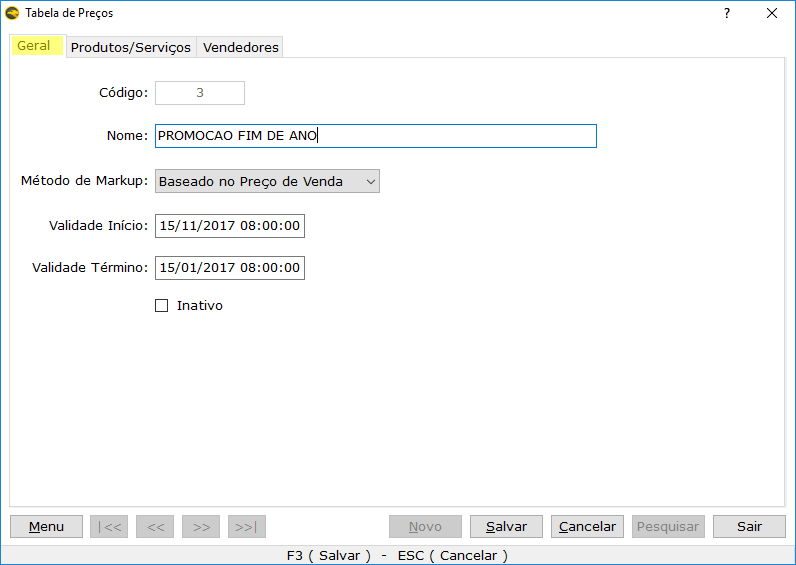 Tabela de Preços ?
Geral Produtos/Serviços Vendedores
Código: 3
Nome: PROMOCAO FIM DE ANO
Método de Markup: Baseado no Preço de Venda
Validade Início: 15/11/2017 08:00:00
Validade Término: 15/01/2017 08:00:00
Inativo
Menu |<< << >> >>| Novo Salvar Cancelar Pesquisar Sair
F3 ( Salvar ) - ESC ( Cancelar )